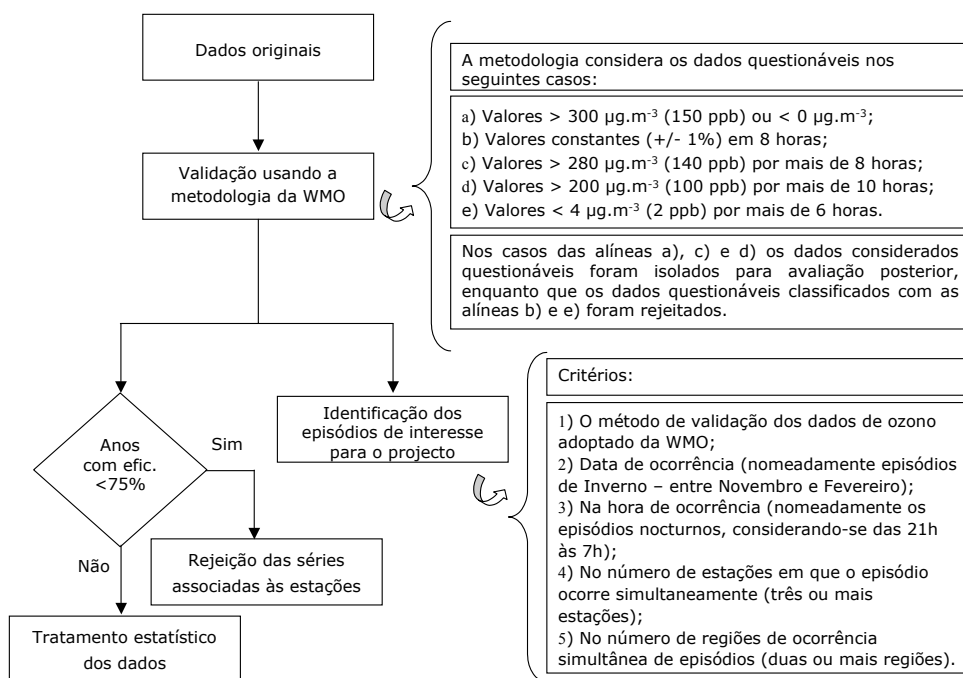 Dados originais
Validação usando a
metodologia da WMO
A metodologia considera os dados questionáveis nos
seguintes casos:
a) Valores > 300 µg.m-3 (150 ppb) ou < 0 µg.m-3;
b) Valores constantes (+/- 1%) em 8 horas;
c) Valores > 280 µg.m-3 (140 ppb) por mais de 8 horas;
d) Valores > 200 µg.m-3 (100 ppb) por mais de 10 horas;
e) Valores < 4 µg.m-3 (2 ppb) por mais de 6 horas.
Nos casos das alíneas a), c) e d) os dados considerados
questionáveis foram isolados para avaliação posterior,
enquanto que os dados questionáveis classificados com as
alíneas b) e e) foram rejeitados.
Anos
com efic.
<75%
Sim
Não
Identificação dos
episódios de interesse
para o projecto
Rejeição das séries
associadas às estações
Tratamento estatístico
dos dados
Critérios:
1) O método de validação dos dados de ozono
adoptado da WMO;
2) Data de ocorrência (nomeadamente episódios
de Inverno – entre Novembro e Fevereiro);
3) Na hora de ocorrência (nomeadamente os
episódios nocturnos, considerando-se das 21h
às 7h);
4) No número de estações em que o episódio
ocorre simultaneamente (três ou mais
estações);
5) No número de regiões de ocorrência
simultânea de episódios (duas ou mais regiões).